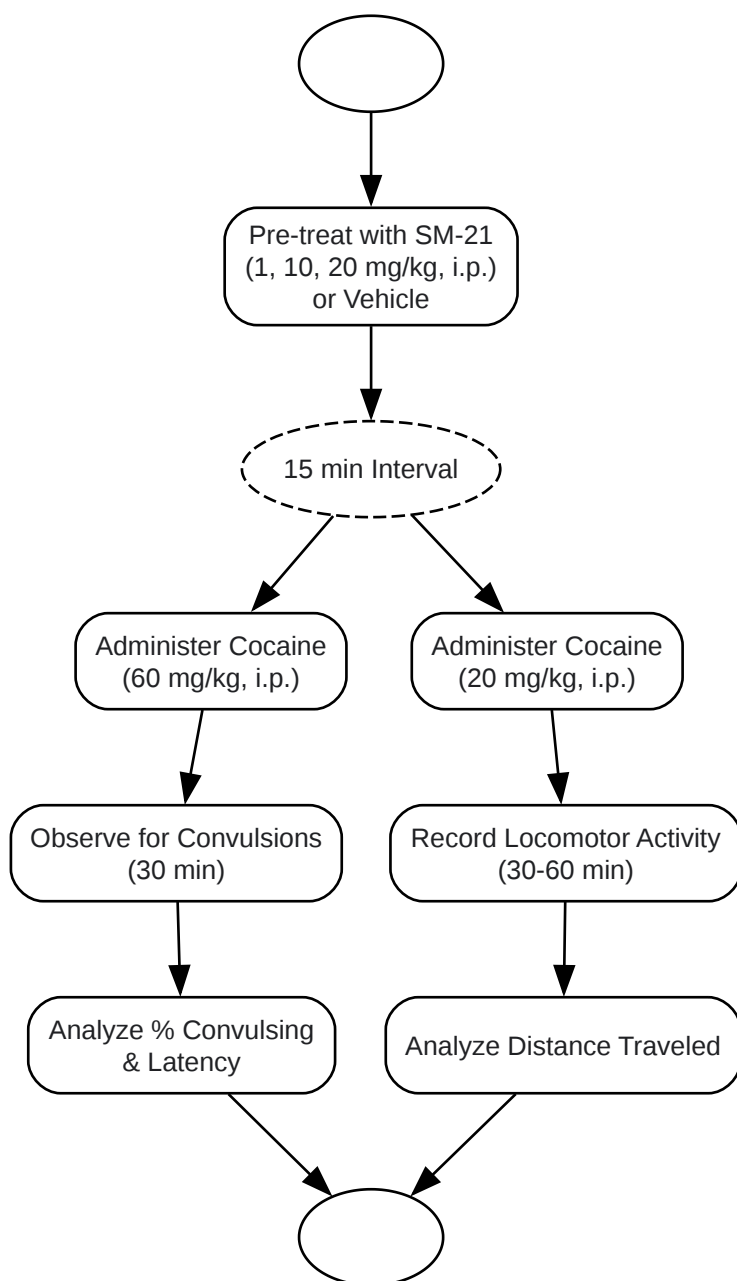 Pre-treat with SM-21
(1, 10, 20 mg/kg, i.p.)
or Vehicle
15 min Interval
Administer Cocaine
(60 mg/kg, i.p.)
Administer Cocaine
(20 mg/kg, i.p.)
Observe for Convulsions
(30 min)
Record Locomotor Activity
(30-60 min)
Analyze % Convulsing
& Latency
Analyze Distance Traveled